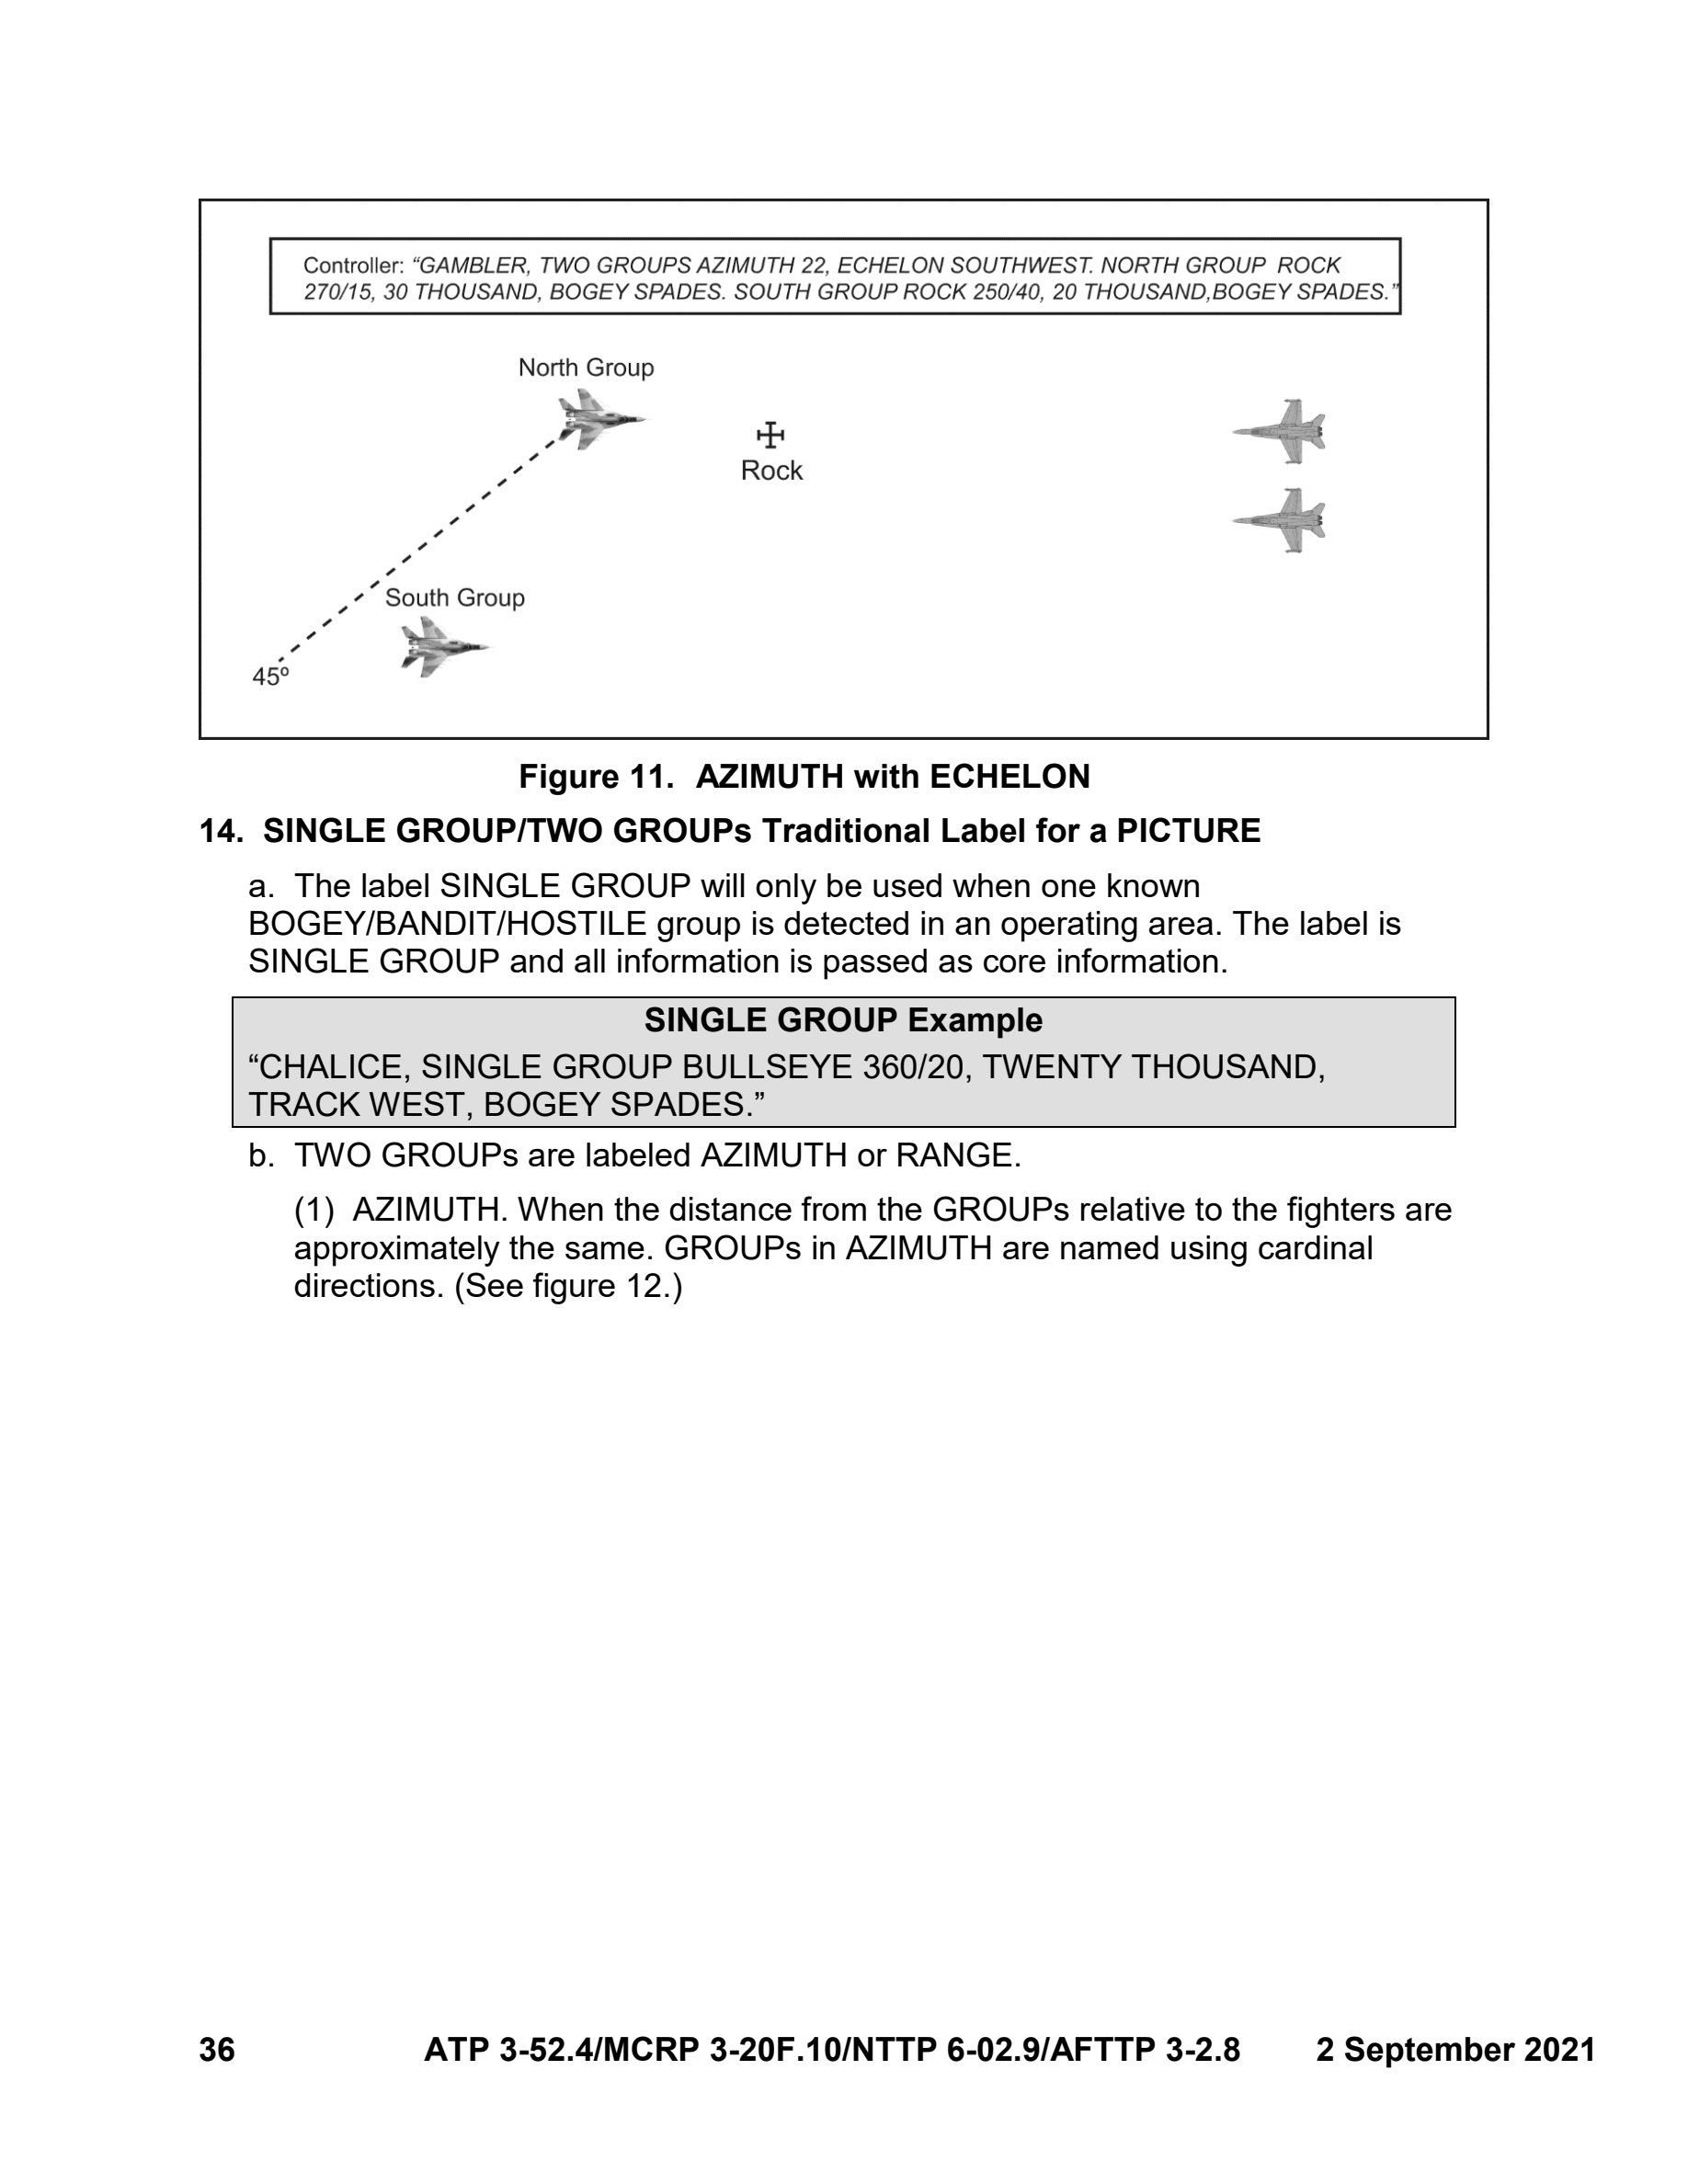 Controller: “GAMBLER, TWO GROUPS AZIMUTH 22, ECHELON SOUTHWEST. NORTH GROUP ROCK
270/15, 30 THOUSAND, BOGEY SPADES. SOUTH GROUP ROCK 250/40, 20 THOUSAND,BOGEY SPADES.”
North Group
Rock
South Group
45º
Figure 11. AZIMUTH with ECHELON
14. SINGLE GROUP/TWO GROUPs Traditional Label for a PICTURE
a. The label SINGLE GROUP will only be used when one known
BOGEY/BANDIT/HOSTILE group is detected in an operating area. The label is
SINGLE GROUP and all information is passed as core information.
SINGLE GROUP Example
“CHALICE, SINGLE GROUP BULLSEYE 360/20, TWENTY THOUSAND,
TRACK WEST, BOGEY SPADES.”
b. TWO GROUPs are labeled AZIMUTH or RANGE.
(1) AZIMUTH. When the distance from the GROUPs relative to the fighters are
approximately the same. GROUPs in AZIMUTH are named using cardinal
directions. (See figure 12.)
36 ATP 3-52.4/MCRP 3-20F.10/NTTP 6-02.9/AFTTP 3-2.8 2 September 2021